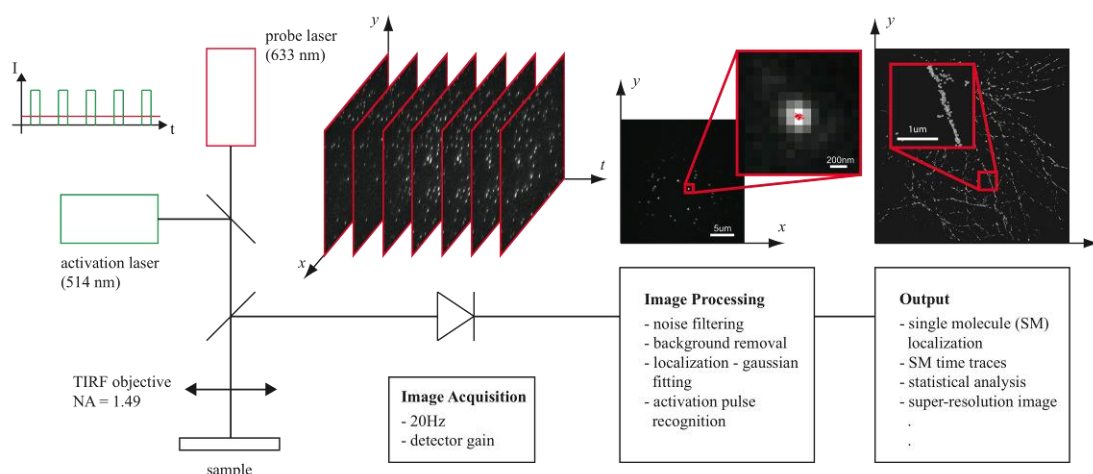 probe laser
(633 nm)
I
t
activation laser
(514 nm)
TIRF objective
NA = 1.49
sample
y
t
x
Image Acquisition
- 20Hz
- detector gain
y
200nm
5um
x
Image Processing
- noise filtering
- background removal
- localization - gaussian
fitting
- activation pulse
recognition
y
1um
Output
- single molecule (SM)
localization
- SM time traces
- statistical analysis
- super-resolution image
.
.